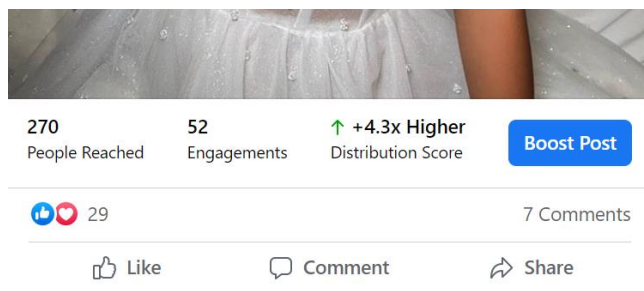 270
People Reached
52
Engagements
+4.3x Higher
Distribution Score
Boost Post
29
7 Comments
Like
Comment
Share